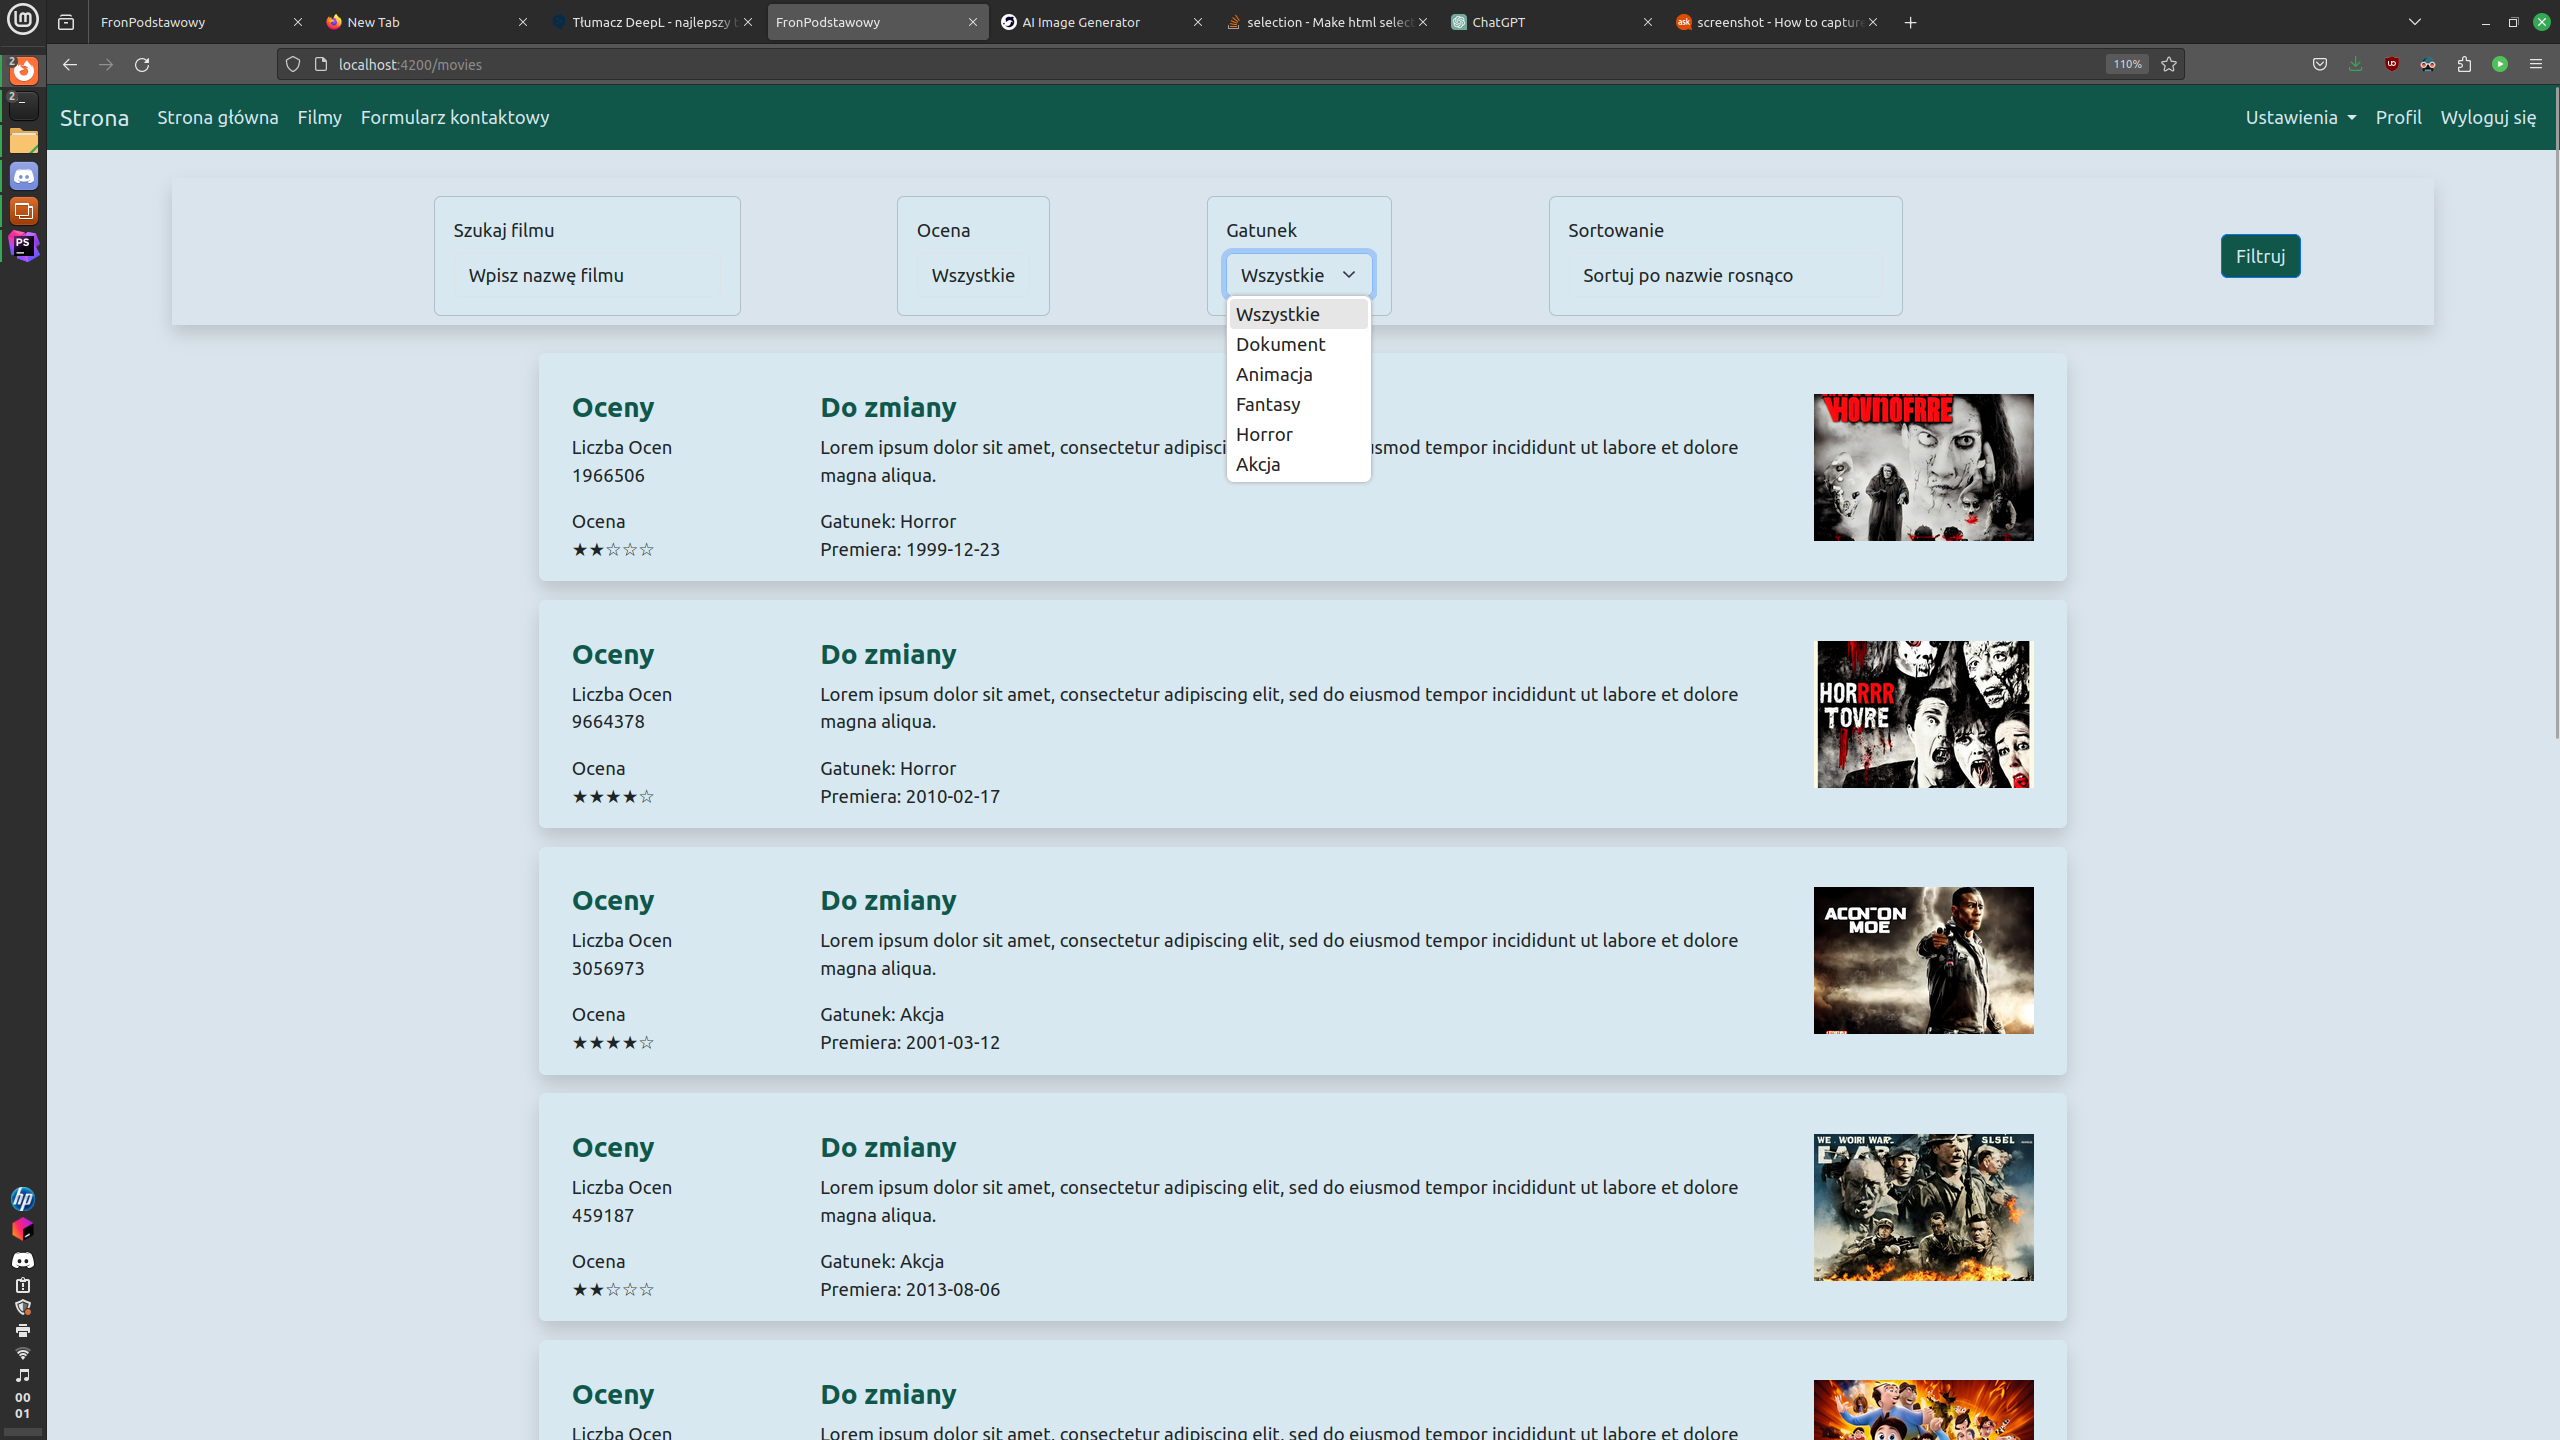 FronPodstawowy
New Tab
Tłumacz DeepL - najlepszy t
FronPodstawowy
AI Image Generator
selection - Make html select
ChatGPT
screenshot - How to capture
localhost:4200/movies
110%
Strona
Strona główna
Filmy
Formularz kontaktowy
Ustawienia
Profil
Wyloguj się
Szukaj filmu
Wpisz nazwę filmu
Ocena
Wszystkie
Gatunek
Wszystkie
Wszystkie
Dokument
Animacja
Fantasy
Horror
Akcja
Sortowanie
Sortuj po nazwie rosnąco
Filtruj
Oceny
Liczba Ocen
1966506
Ocena
★★☆☆☆
Do zmiany
Lorem ipsum dolor sit amet, consectetur adipisci smod tempor incididunt ut labore et dolore
magna aliqua.
Gatunek: Horror
Premiera: 1999-12-23
Oceny
Liczba Ocen
9664378
Ocena
★★★★☆
Do zmiany
Lorem ipsum dolor sit amet, consectetur adipiscing elit, sed do eiusmod tempor incididunt ut labore et dolore
magna aliqua.
Gatunek: Horror
Premiera: 2010-02-17
HORRRR
TOVRE
Oceny
Liczba Ocen
3056973
Ocena
★★★★☆
Do zmiany
Lorem ipsum dolor sit amet, consectetur adipiscing elit, sed do eiusmod tempor incididunt ut labore et dolore
magna aliqua.
Gatunek: Akcja
Premiera: 2001-03-12
MOE
Oceny
Liczba Ocen
459187
Ocena
★★☆☆☆
Do zmiany
Lorem ipsum dolor sit amet, consectetur adipiscing elit, sed do eiusmod tempor incididunt ut labore et dolore
magna aliqua.
Gatunek: Akcja
Premiera: 2013-08-06
WE. WOIRI WAR
Oceny
Liczba Ocen
Do zmiany
Lorem ipsum dolor sit amet, consectetur adipiscing elit, sed do eiusmod tempor incididunt ut labore et dolore
2
2
PS
hp
00
01